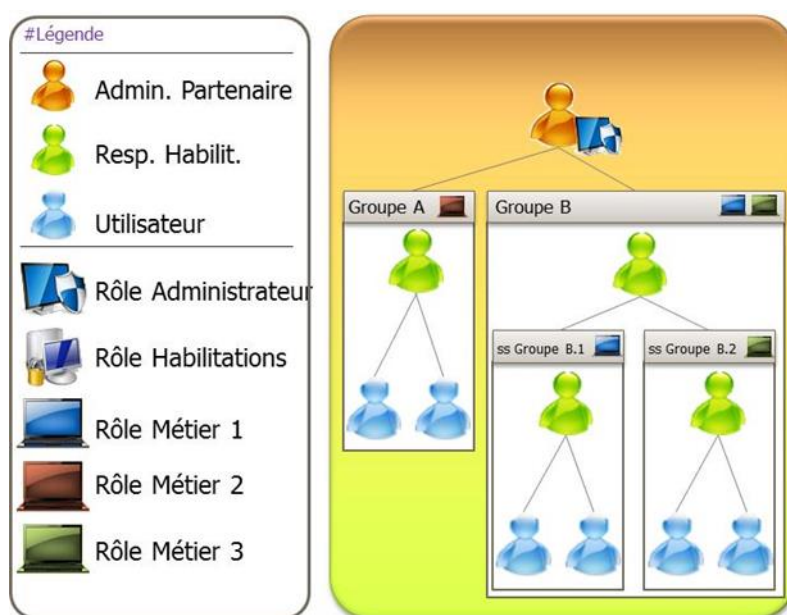 #Légende
Admin. Partenaire
Resp. Habilit.
Utilisateur
Rôle Administrateur
Rôle Habilitations
Rôle Métier 1
Rôle Métier 2
Rôle Métier 3
Groupe A
Groupe B
ss Groupe B.1
ss Groupe B.2